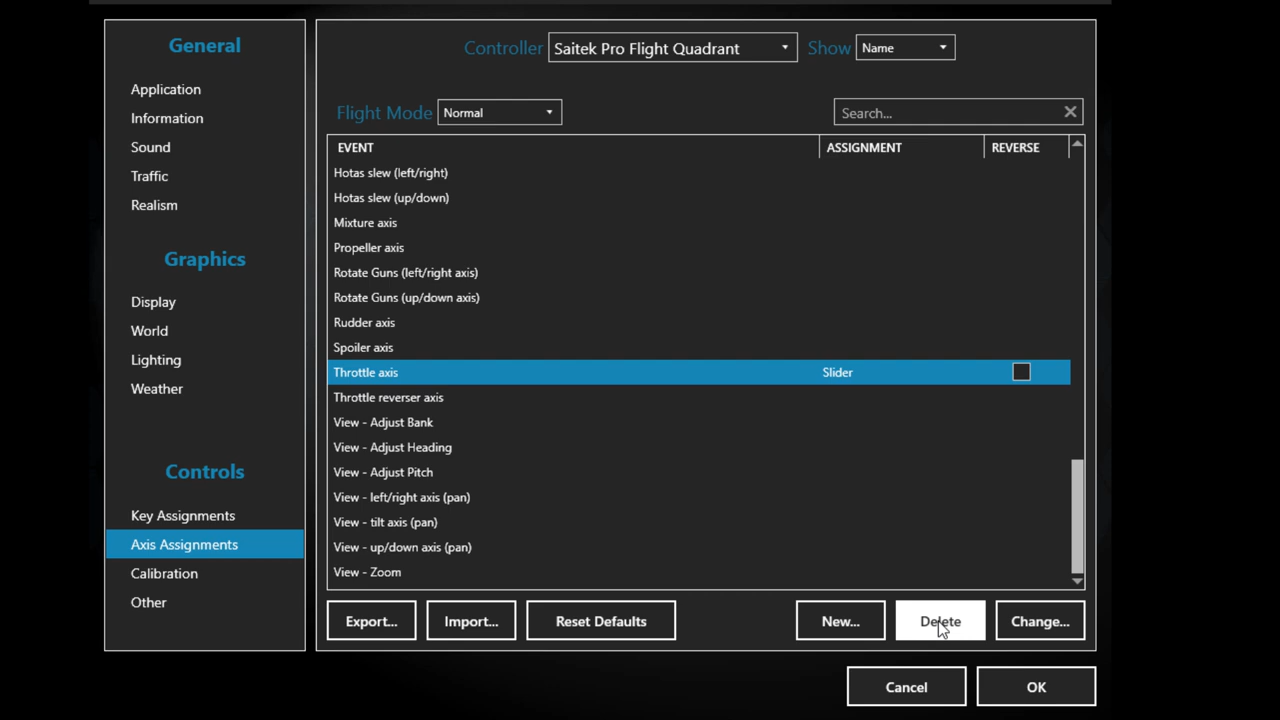 General
Application
Information
Sound
Traffic
Realism
Graphics
Display
World
Lighting
Weather
Controls
Key Assignments
Axis Assignments
Calibration
Other
Controller Saitek Pro Flight Quadrant Show Name
Flight Mode Normal Search...
EVENT ASSIGNMENT REVERSE
Hotas slew (left/right)
Hotas slew (up/down)
Mixture axis
Propeller axis
Rotate Guns (left/right axis)
Rotate Guns (up/down axis)
Rudder axis
Spoiler axis
Throttle axis Slider
Throttle reverser axis
View - Adjust Bank
View - Adjust Heading
View - Adjust Pitch
View - left/right axis (pan)
View - tilt axis (pan)
View - up/down axis (pan)
View - Zoom
Export... Import... Reset Defaults New... Delete Change...
Cancel OK